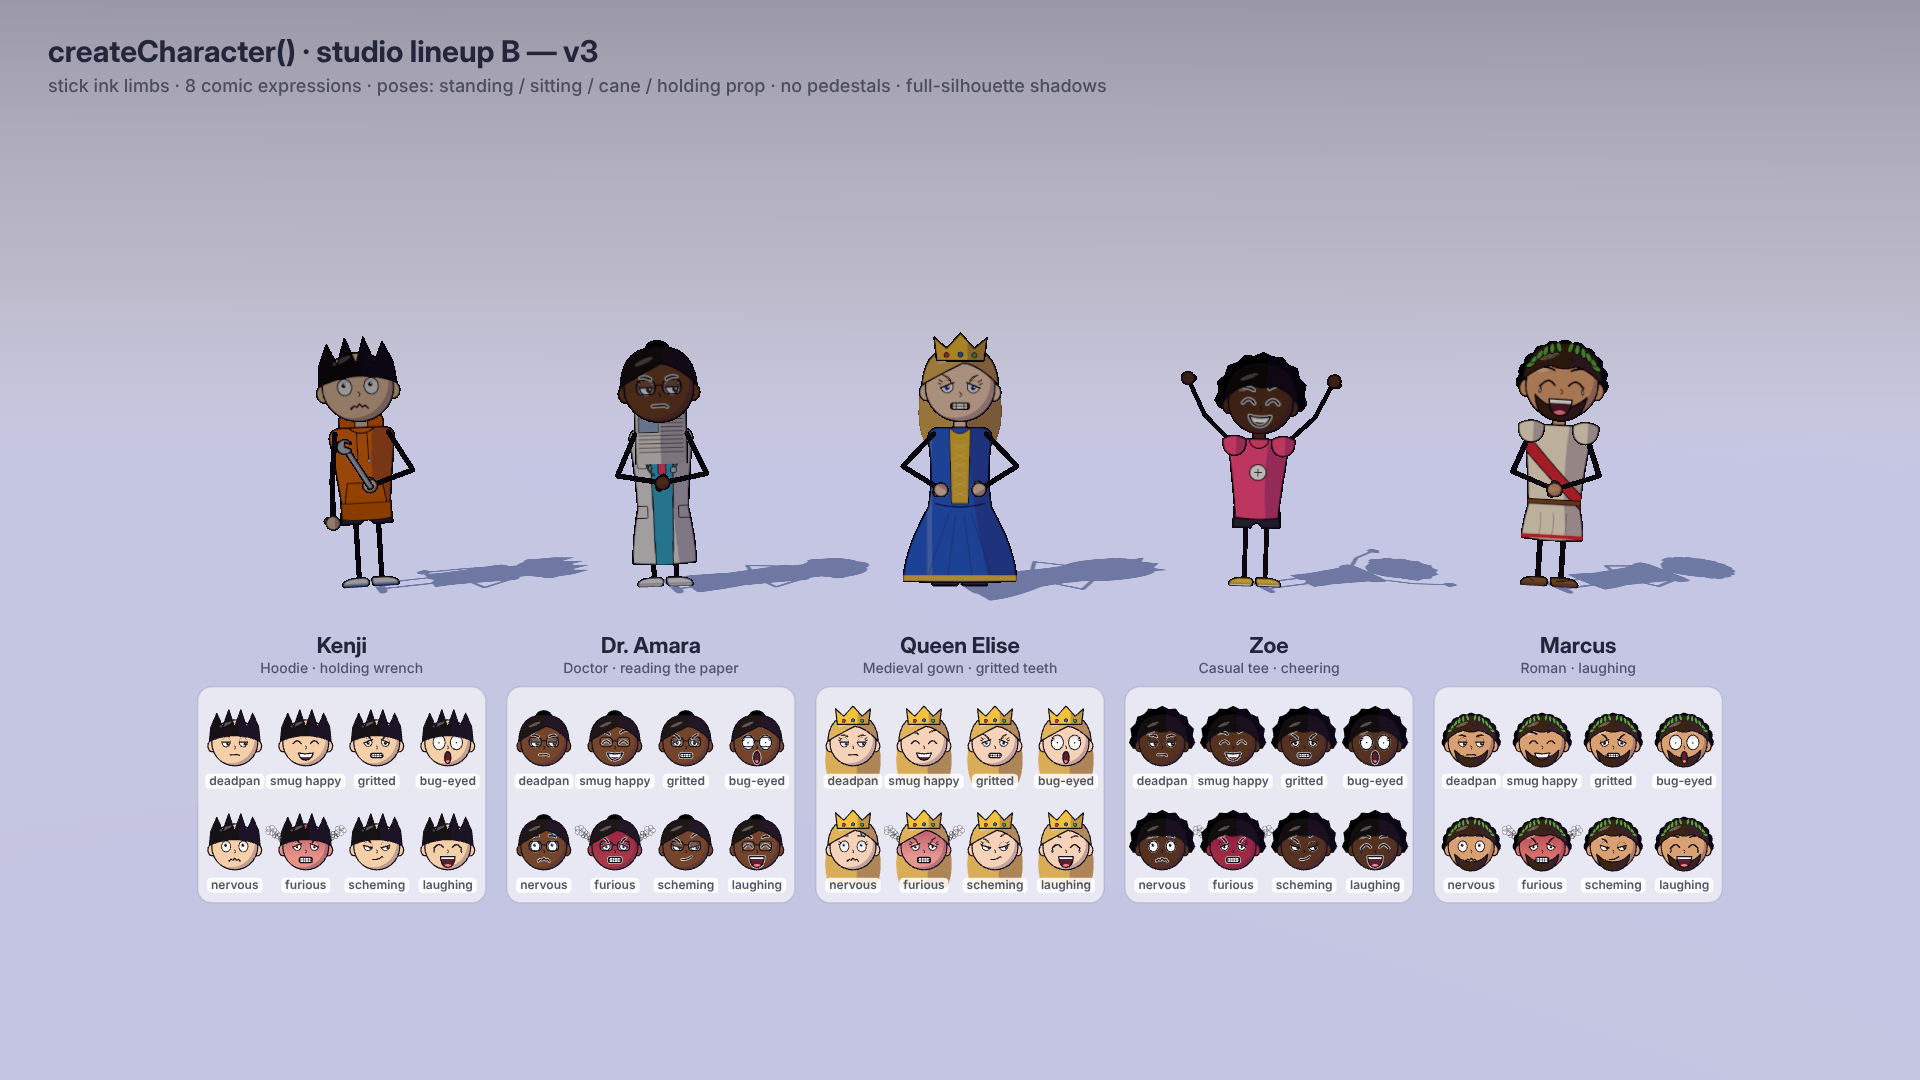 createCharacter() · studio lineup B — v3
stick ink limbs · 8 comic expressions · poses: standing / sitting / cane / holding prop · no pedestals · full-silhouette shadows
Kenji
Hoodie · holding wrench
deadpan smug happy gritted bug-eyed
nervous furious scheming laughing
Dr. Amara
Doctor · reading the paper
deadpan smug happy gritted bug-eyed
nervous furious scheming laughing
Queen Elise
Medieval gown · gritted teeth
deadpan smug happy gritted bug-eyed
nervous furious scheming laughing
Zoe
Casual tee · cheering
deadpan smug happy gritted bug-eyed
nervous furious scheming laughing
Marcus
Roman · laughing
deadpan smug happy gritted bug-eyed
nervous furious scheming laughing